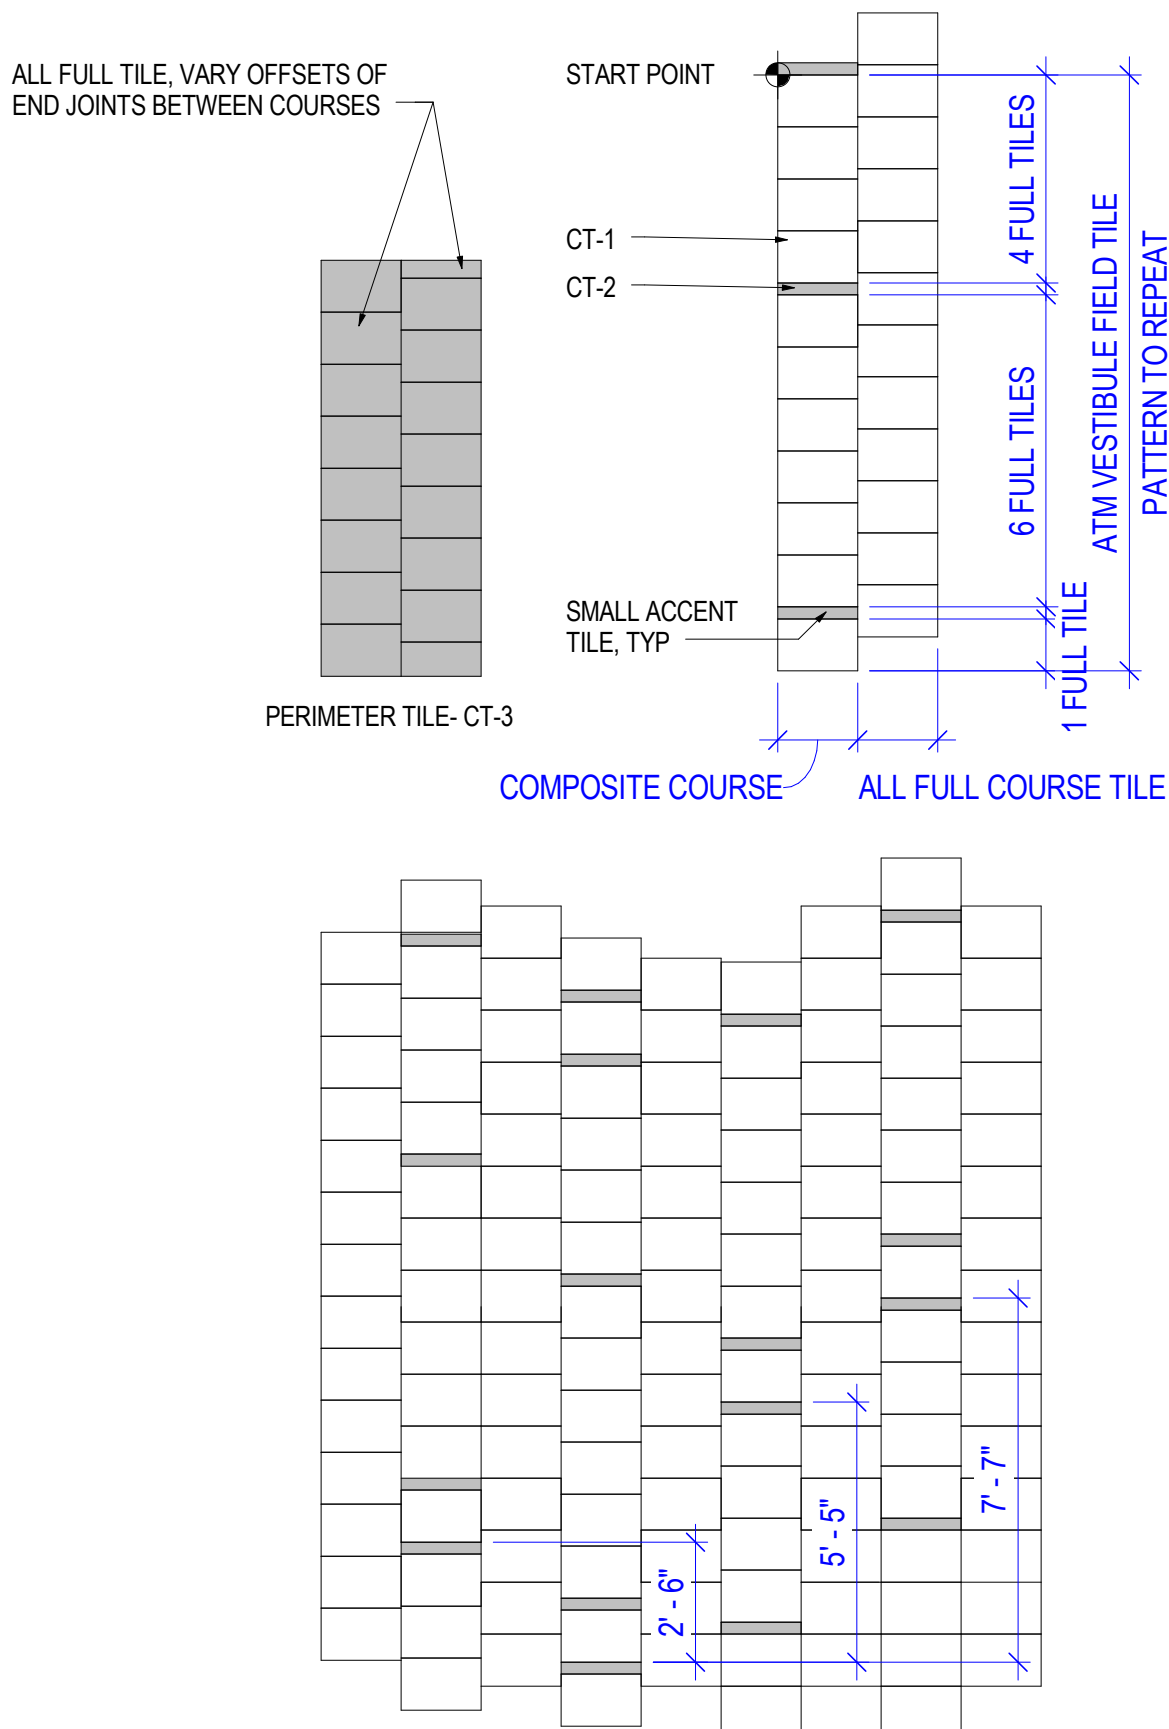 ALL FULL TILE, VARY OFFSETS OF
END JOINTS BETWEEN COURSES
START POINT
CT-1
CT-2
SMALL ACCENT
TILE, TYP
4 FULL TILES
6 FULL TILES
1 FULL TILE
ATM VESTIBULE FIELD TILE
PATTERN TO REPEAT
PERIMETER TILE- CT-3
COMPOSITE COURSE
ALL FULL COURSE TILE
2' - 6"
5' - 5"
7' - 7"